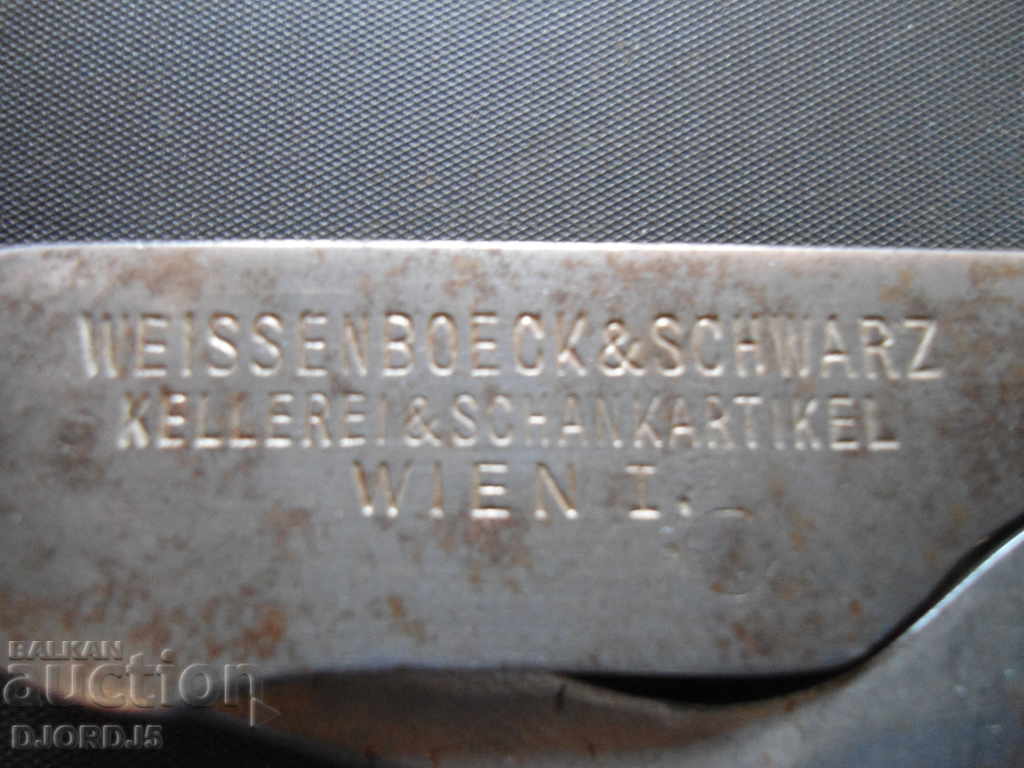 WEISSENBOECK&SCHWARZ
KELLEREI&SCHANKARTIKEL
WIEN I.
BALKAN
auction
DJORDJ5